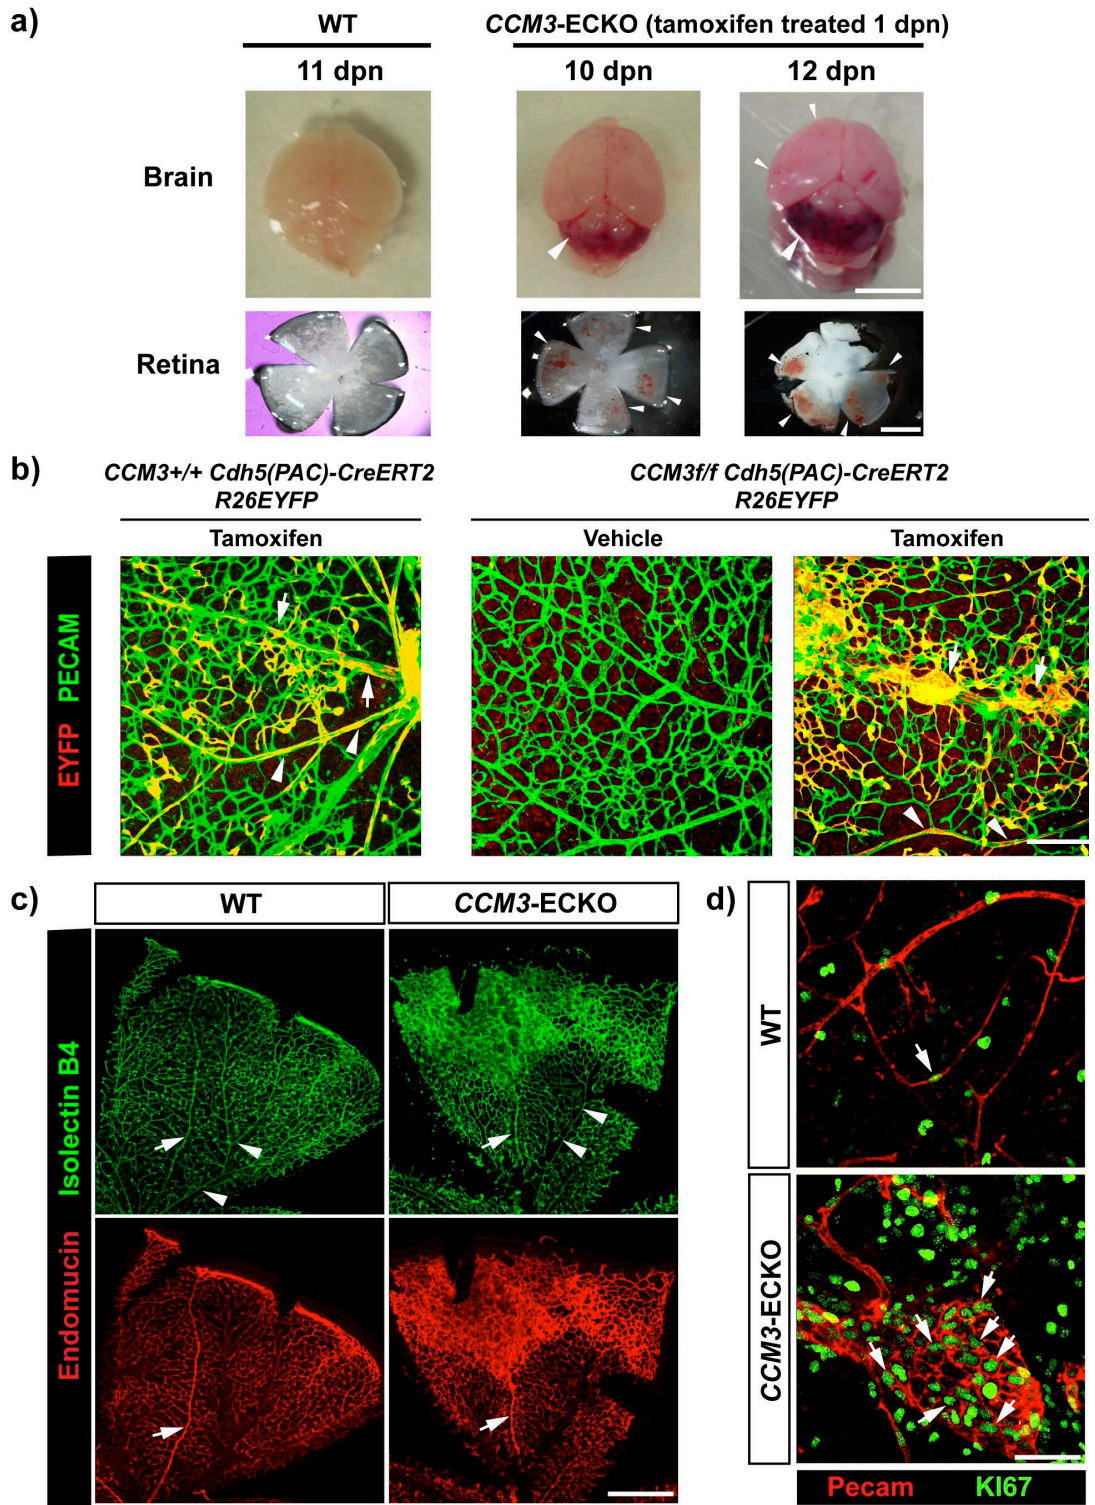 a)
WT
CCM3-ECKO (tamoxifen treated 1 dpn)
11 dpn
10 dpn
12 dpn
Brain
Retina
b)
CCM3+/+ Cdh5(PAC)-CreERT2
R26EYFP
CCM3f/f Cdh5(PAC)-CreERT2
R26EYFP
Tamoxifen
Vehicle
Tamoxifen
EYFP PECAM
c)
WT
CCM3-ECKO
Isolectin B4
Endomucin
d)
WT
CCM3-ECKO
Pecam
KI67